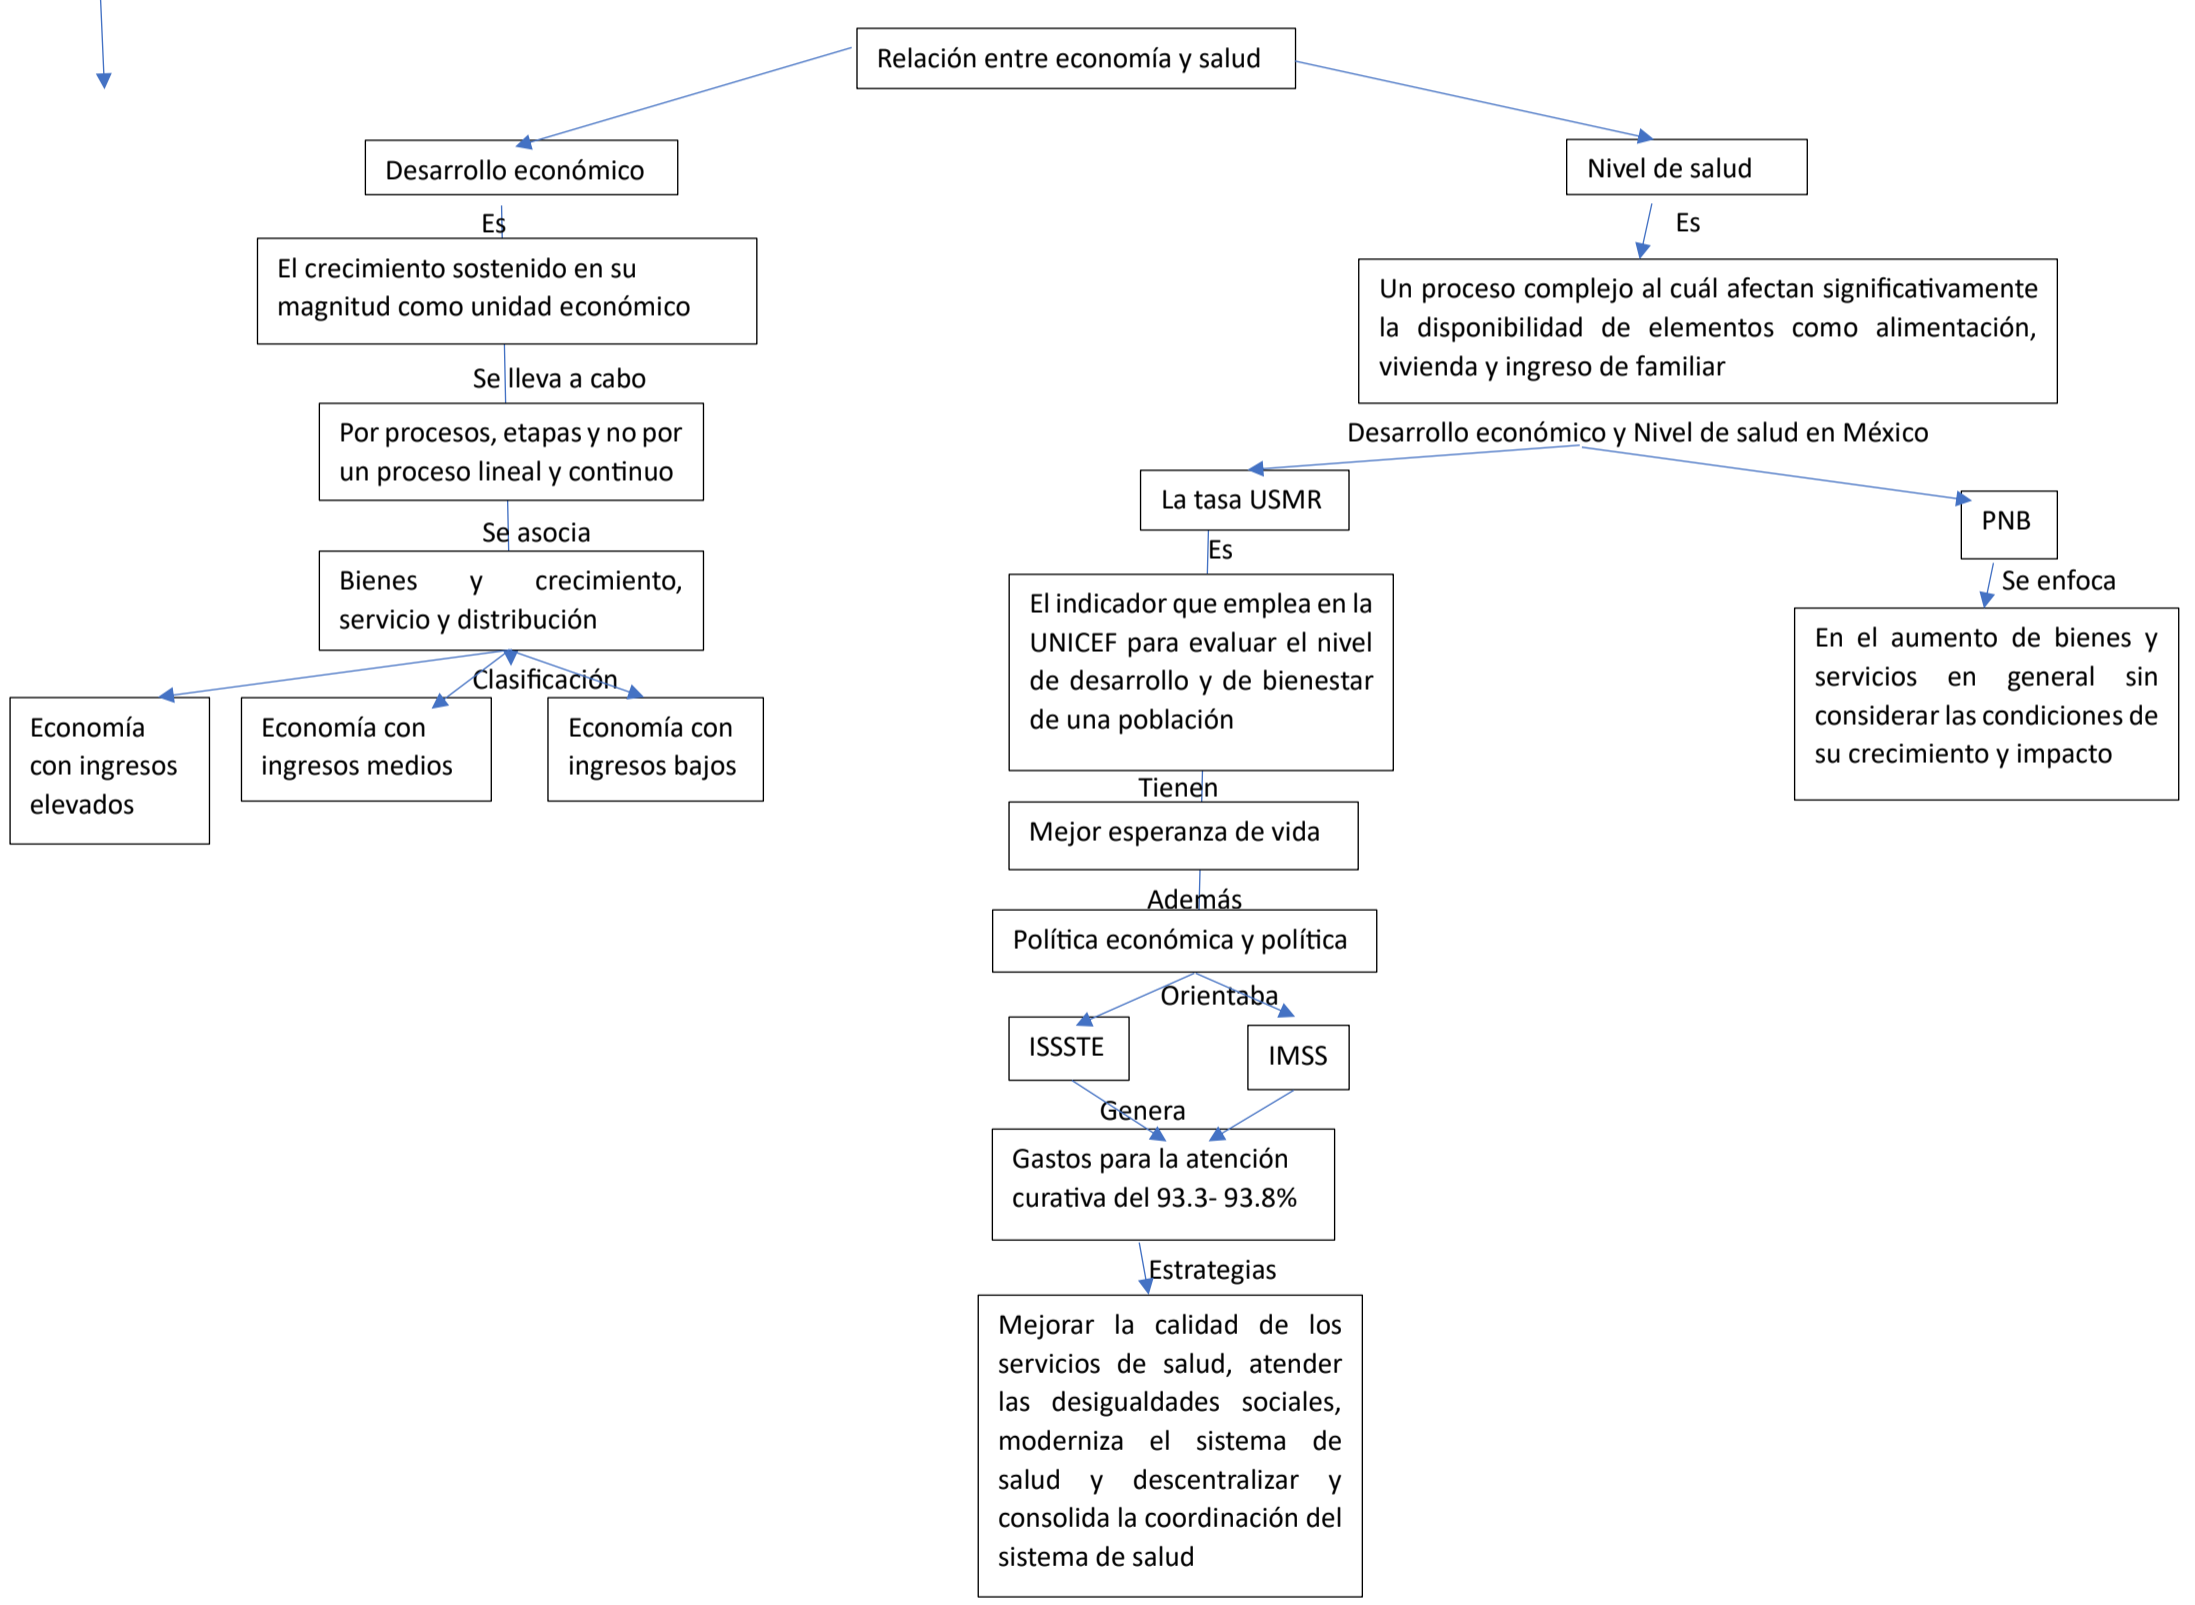 Relación entre economía y salud
Desarrollo económico
Es
El crecimiento sostenido en su
magnitud como unidad económico
Se lleva a cabo
Por procesos, etapas y no por
un proceso lineal y continuo
Se asocia
Bienes y crecimiento,
servicio y distribución
Clasificación
Economía
con ingresos
elevados
Economía con
ingresos medios
Economía con
ingresos bajos
Nivel de salud
Es
Un proceso complejo al cuál afectan significativamente
la disponibilidad de elementos como alimentación,
vivienda y ingreso de familiar
Desarrollo económico y Nivel de salud en México
La tasa USMR
Es
El indicador que emplea en la
UNICEF para evaluar el nivel
de desarrollo y de bienestar
de una población
Tienen
Mejor esperanza de vida
Además
Política económica y política
Orientaba
ISSSTE
IMSS
Genera
Gastos para la atención
curativa del 93.3- 93.8%
Estrategias
Mejorar la calidad de los
servicios de salud, atender
las desigualdades sociales,
moderniza el sistema de
salud y descentralizar y
consolida la coordinación del
sistema de salud
PNB
Se enfoca
En el aumento de bienes y
servicios en general sin
considerar las condiciones de
su crecimiento y impacto